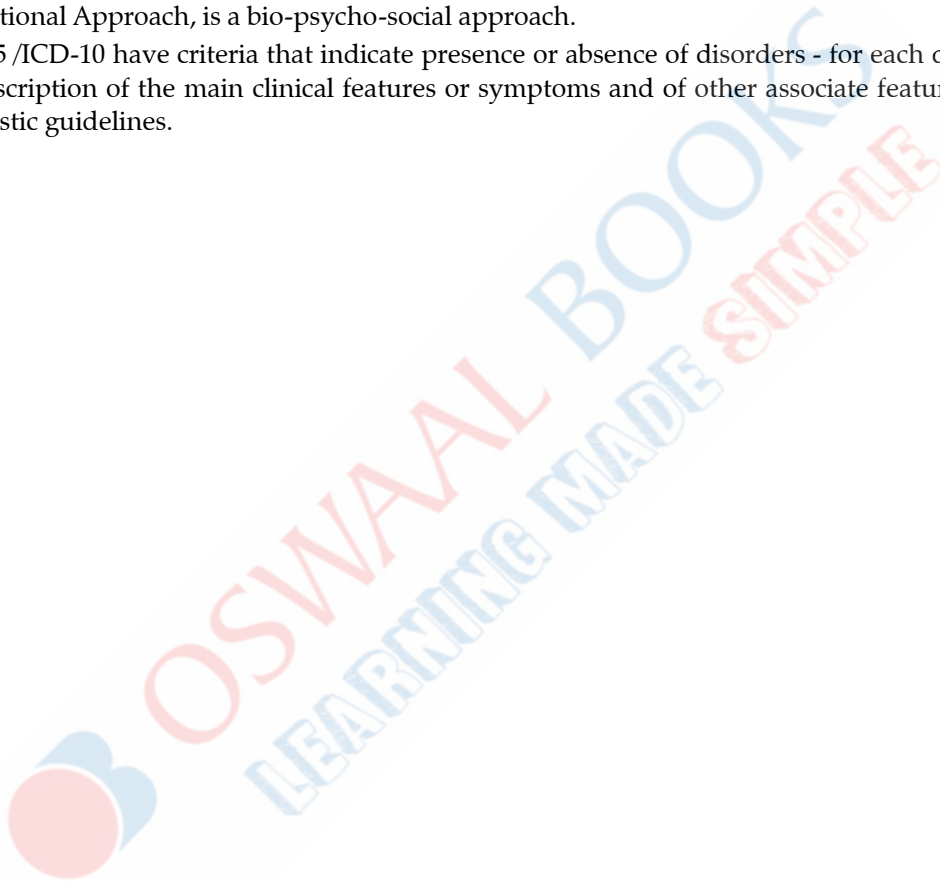 tional Approach, is a bio-psycho-social approach.
5 /ICD-10 have criteria that indicate presence or absence of disorders - for each d
scription of the main clinical features or symptoms and of other associate featur
stic guidelines.
OSWAAL BOOKS
LEARNING MADE SIMPLE